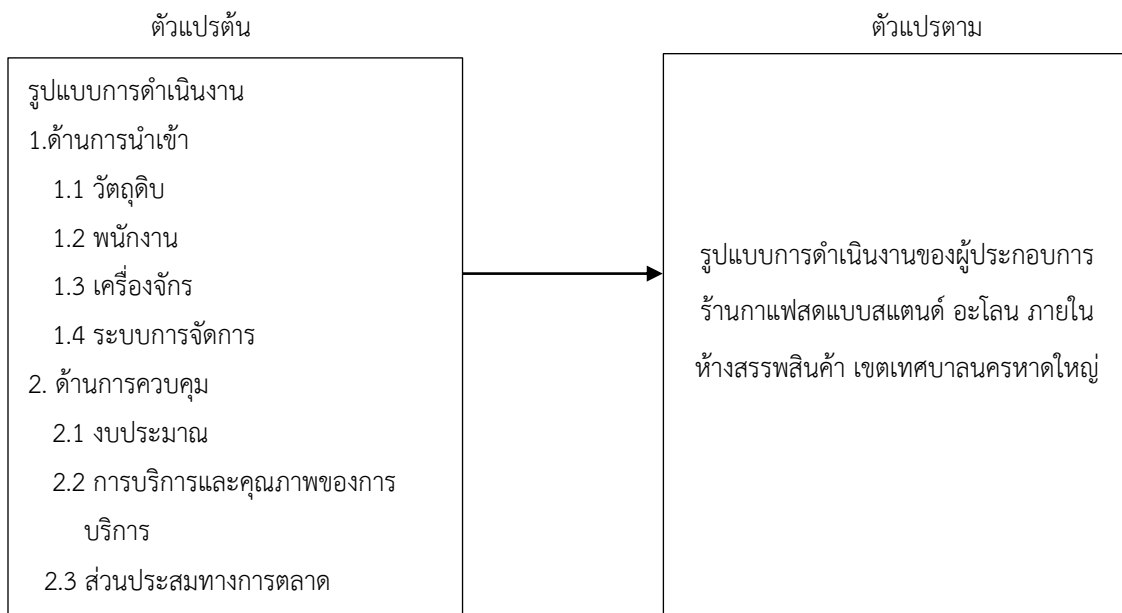 ตัวแปรต้น
ตัวแปรตาม
รูปแบบการดำเนินงาน
1.ด้านการนำเข้า
1.1 วัตถุดิบ
1.2 พนักงาน
1.3 เครื่องจักร
1.4 ระบบการจัดการ
2. ด้านการควบคุม
2.1 งบประมาณ
2.2 การบริการและคุณภาพของการ
บริการ
2.3 ส่วนประสมทางการตลาด
รูปแบบการดำเนินงานของผู้ประกอบการ
ร้านกาแฟสดแบบสแตนด์ อะโลน ภายใน
ห้างสรรพสินค้า เขตเทศบาลนครหาดใหญ่